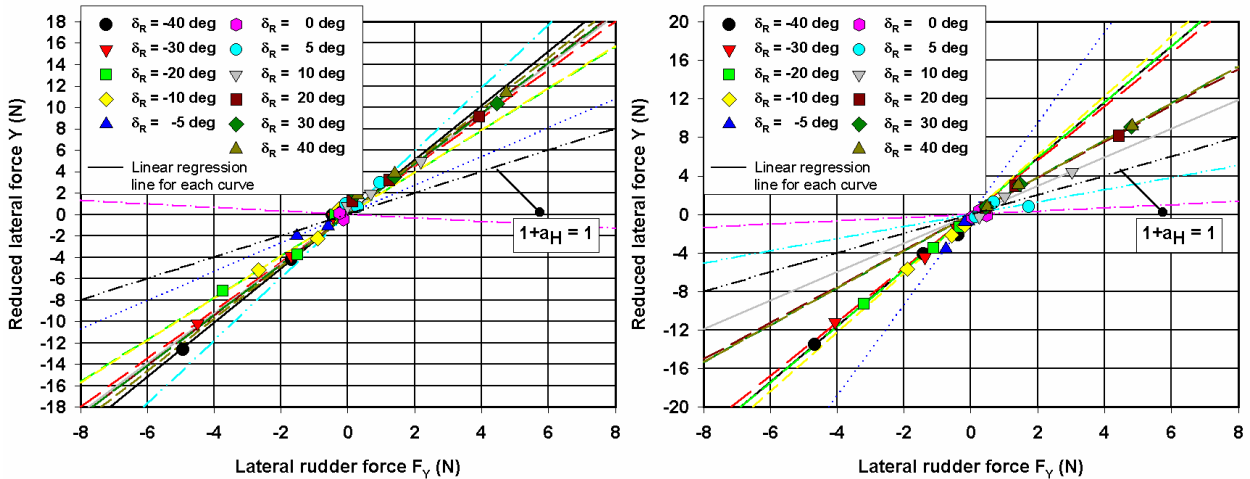 δR = -40 deg
δR = -30 deg
δR = -20 deg
δR = -10 deg
δR = -5 deg
δR = 0 deg
δR = 5 deg
δR = 10 deg
δR = 20 deg
δR = 30 deg
δR = 40 deg
Linear regression
line for each curve
1+aH = 1
Reduced lateral force Y (N)
18
16
14
12
10
8
6
4
2
0
-2
-4
-6
-8
-10
-12
-14
-16
-18
-8 -6 -4 -2 0 2 4 6 8
Lateral rudder force FY (N)
δR = -40 deg
δR = -30 deg
δR = -20 deg
δR = -10 deg
δR = -5 deg
δR = 0 deg
δR = 5 deg
δR = 10 deg
δR = 20 deg
δR = 30 deg
δR = 40 deg
Linear regression
line for each curve
1+aH = 1
Reduced lateral force Y (N)
20
16
12
8
4
0
-4
-8
-12
-16
-20
-8 -6 -4 -2 0 2 4 6 8
Lateral rudder force FY (N)